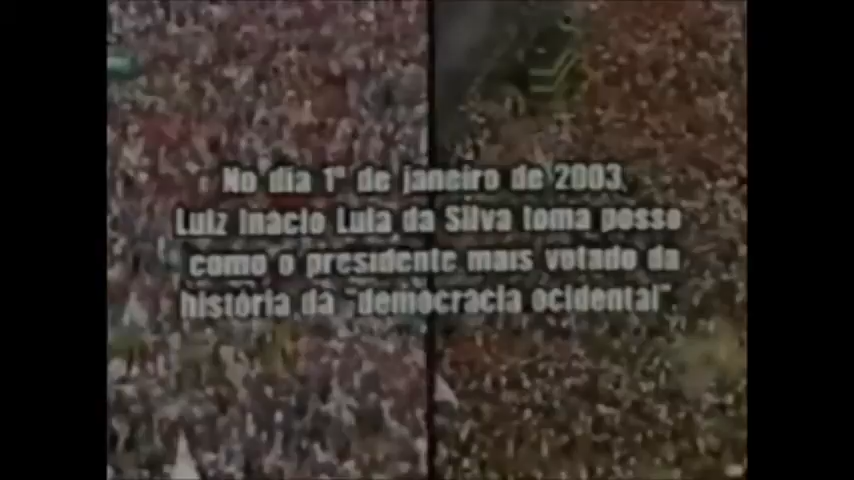 No dia 1º de janeiro de 2003,
Luiz Inácio Lula da Silva toma posse
como o presidente mais votado da
história da "democracia ocidental".